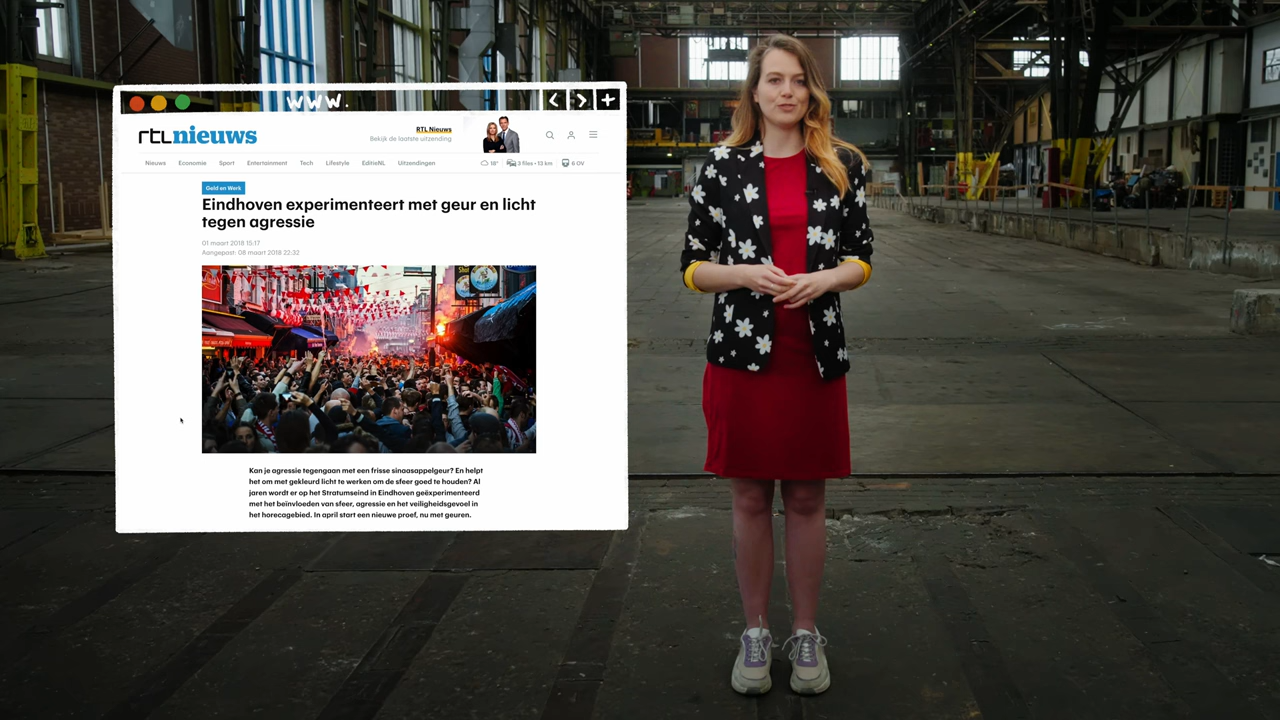 www.
rtlnieuws
RTL Nieuws
Bekijk de laatste uitzending
Nieuws Economie Sport Entertainment Tech Lifestyle EditieNL Uitzendingen 18° 3 files • 13 km 6 OV
Geld en Werk
Eindhoven experimenteert met geur en licht
tegen agressie
01 maart 2018 15:17
Aangepast: 08 maart 2018 22:32
Kan je agressie tegengaan met een frisse sinaasappelgeur? En helpt
het om met gekleurd licht te werken om de sfeer goed te houden? Al
jaren wordt er op het Stratumseind in Eindhoven geëxperimenteerd
met het beïnvloeden van sfeer, agressie en het veiligheidsgevoel in
het horecagebied. In april start een nieuwe proef, nu met geuren.